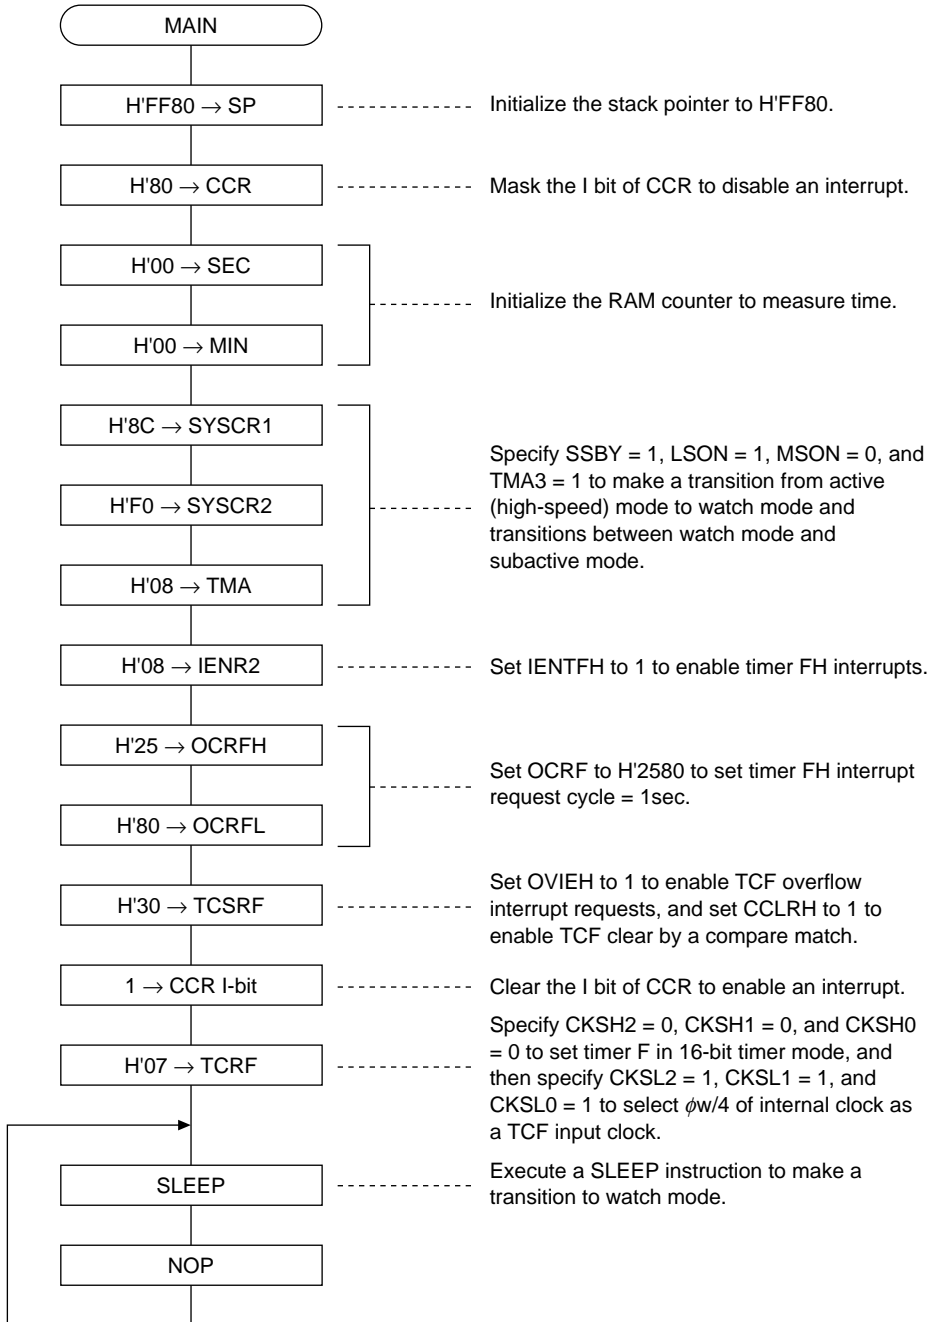 MAIN
H'FF80 → SP
Initialize the stack pointer to H'FF80.
H'80 → CCR
Mask the I bit of CCR to disable an interrupt.
H'00 → SEC
Initialize the RAM counter to measure time.
H'00 → MIN
H'8C → SYSCR1
Specify SSBY = 1, LSON = 1, MSON = 0, and
TMA3 = 1 to make a transition from active
(high-speed) mode to watch mode and
transitions between watch mode and
subactive mode.
H'F0 → SYSCR2
H'08 → TMA
H'08 → IENR2
Set IENTFH to 1 to enable timer FH interrupts.
H'25 → OCRFH
Set OCRF to H'2580 to set timer FH interrupt
request cycle = 1sec.
H'80 → OCRFL
H'30 → TCSRF
Set OVIEH to 1 to enable TCF overflow
interrupt requests, and set CCLRH to 1 to
enable TCF clear by a compare match.
1 → CCR I-bit
Clear the I bit of CCR to enable an interrupt.
H'07 → TCRF
Specify CKSH2 = 0, CKSH1 = 0, and CKSH0
= 0 to set timer F in 16-bit timer mode, and
then specify CKSL2 = 1, CKSL1 = 1, and
CKSL0 = 1 to select ϕw/4 of internal clock as
a TCF input clock.
SLEEP
Execute a SLEEP instruction to make a
transition to watch mode.
NOP